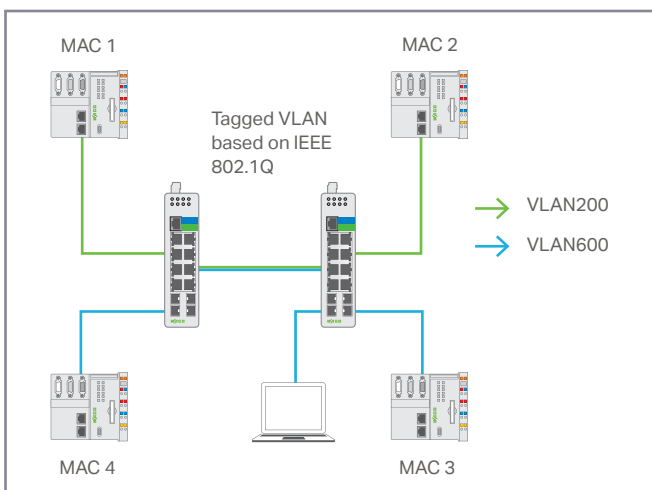 MAC 1
MAC 2
Tagged VLAN
based on IEEE
802.1Q
VLAN200
VLAN600
MAC 4
MAC 3